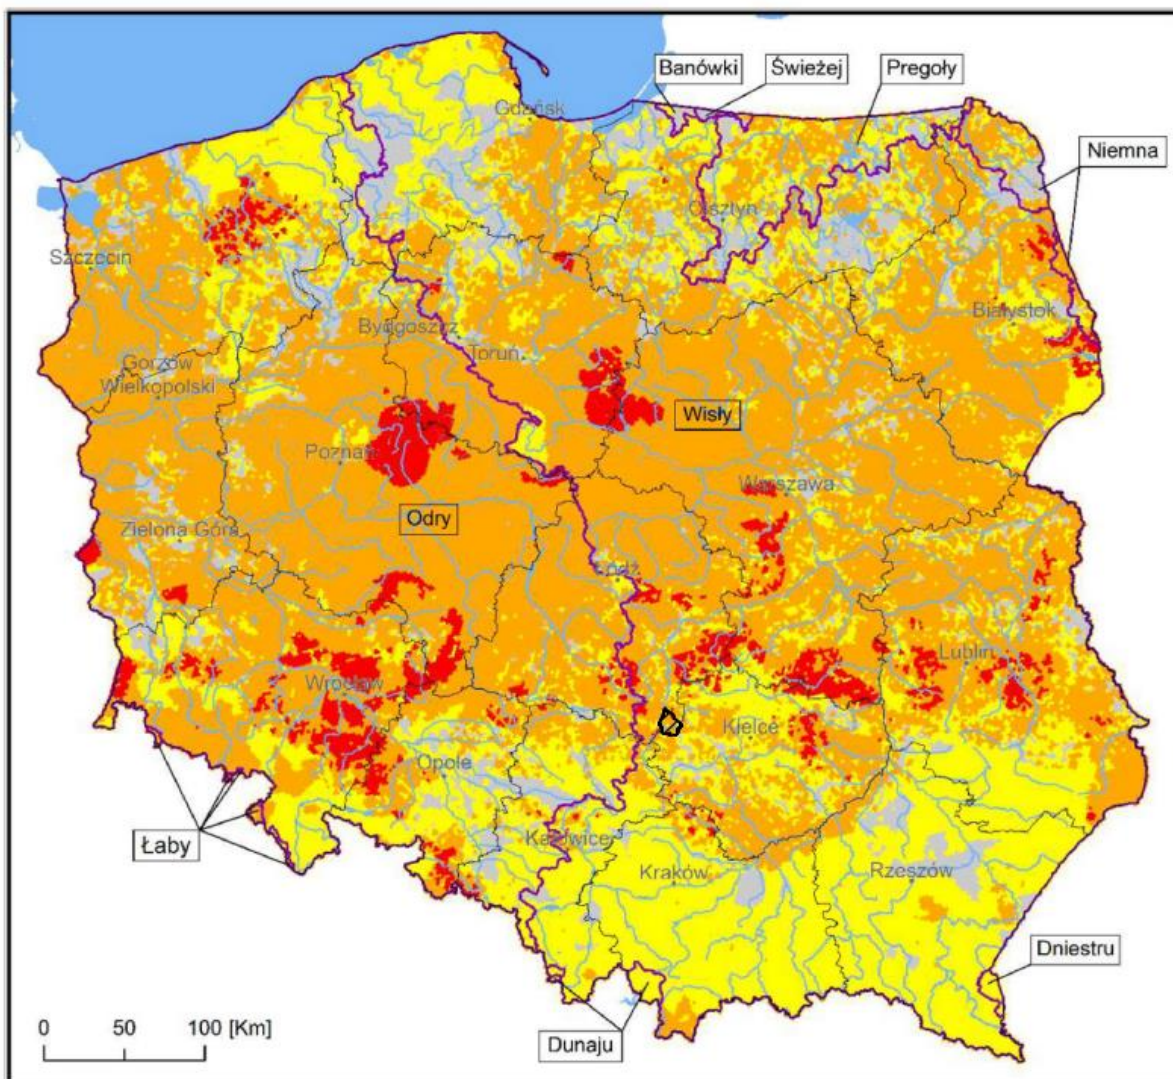 Banówki
Świeżej
Pregoły
Gdańsk
Niemna
Olsztyn
Szczecin
Białystok
Bydgoszcz
Toruń
Gorzów
Wielkopolski
Wisły
Poznań
Warszawa
Odry
Zielona Góra
Łódź
Lublin
Wrocław
Kielce
Opole
Łaby
Katowice
Kraków
Rzeszów
Dniestru
0 50 100 [Km]
Dunaju